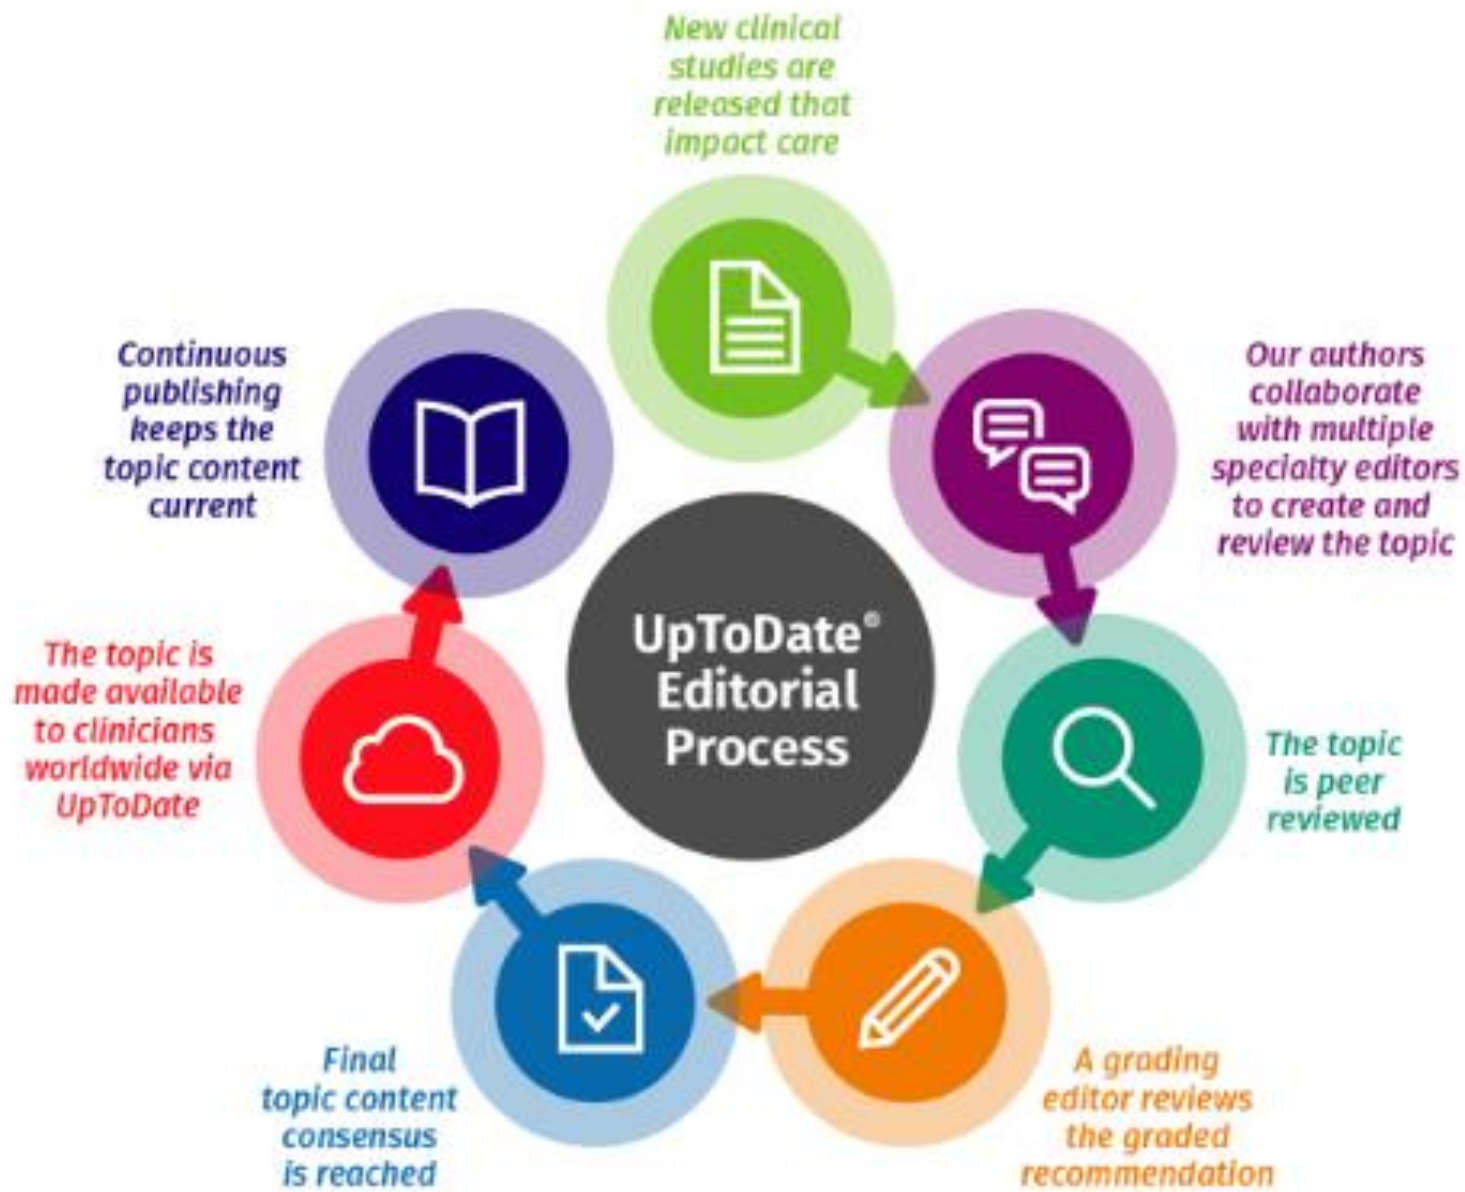 New clinical
studies are
released that
impact care
Our authors
collaborate
with multiple
specialty editors
to create and
review the topic
The topic
is peer
reviewed
A grading
editor reviews
the graded
recommendation
Final
topic content
consensus
is reached
The topic is
made available
to clinicians
worldwide via
UpToDate
Continuous
publishing
keeps the
topic content
current
UpToDate®
Editorial
Process